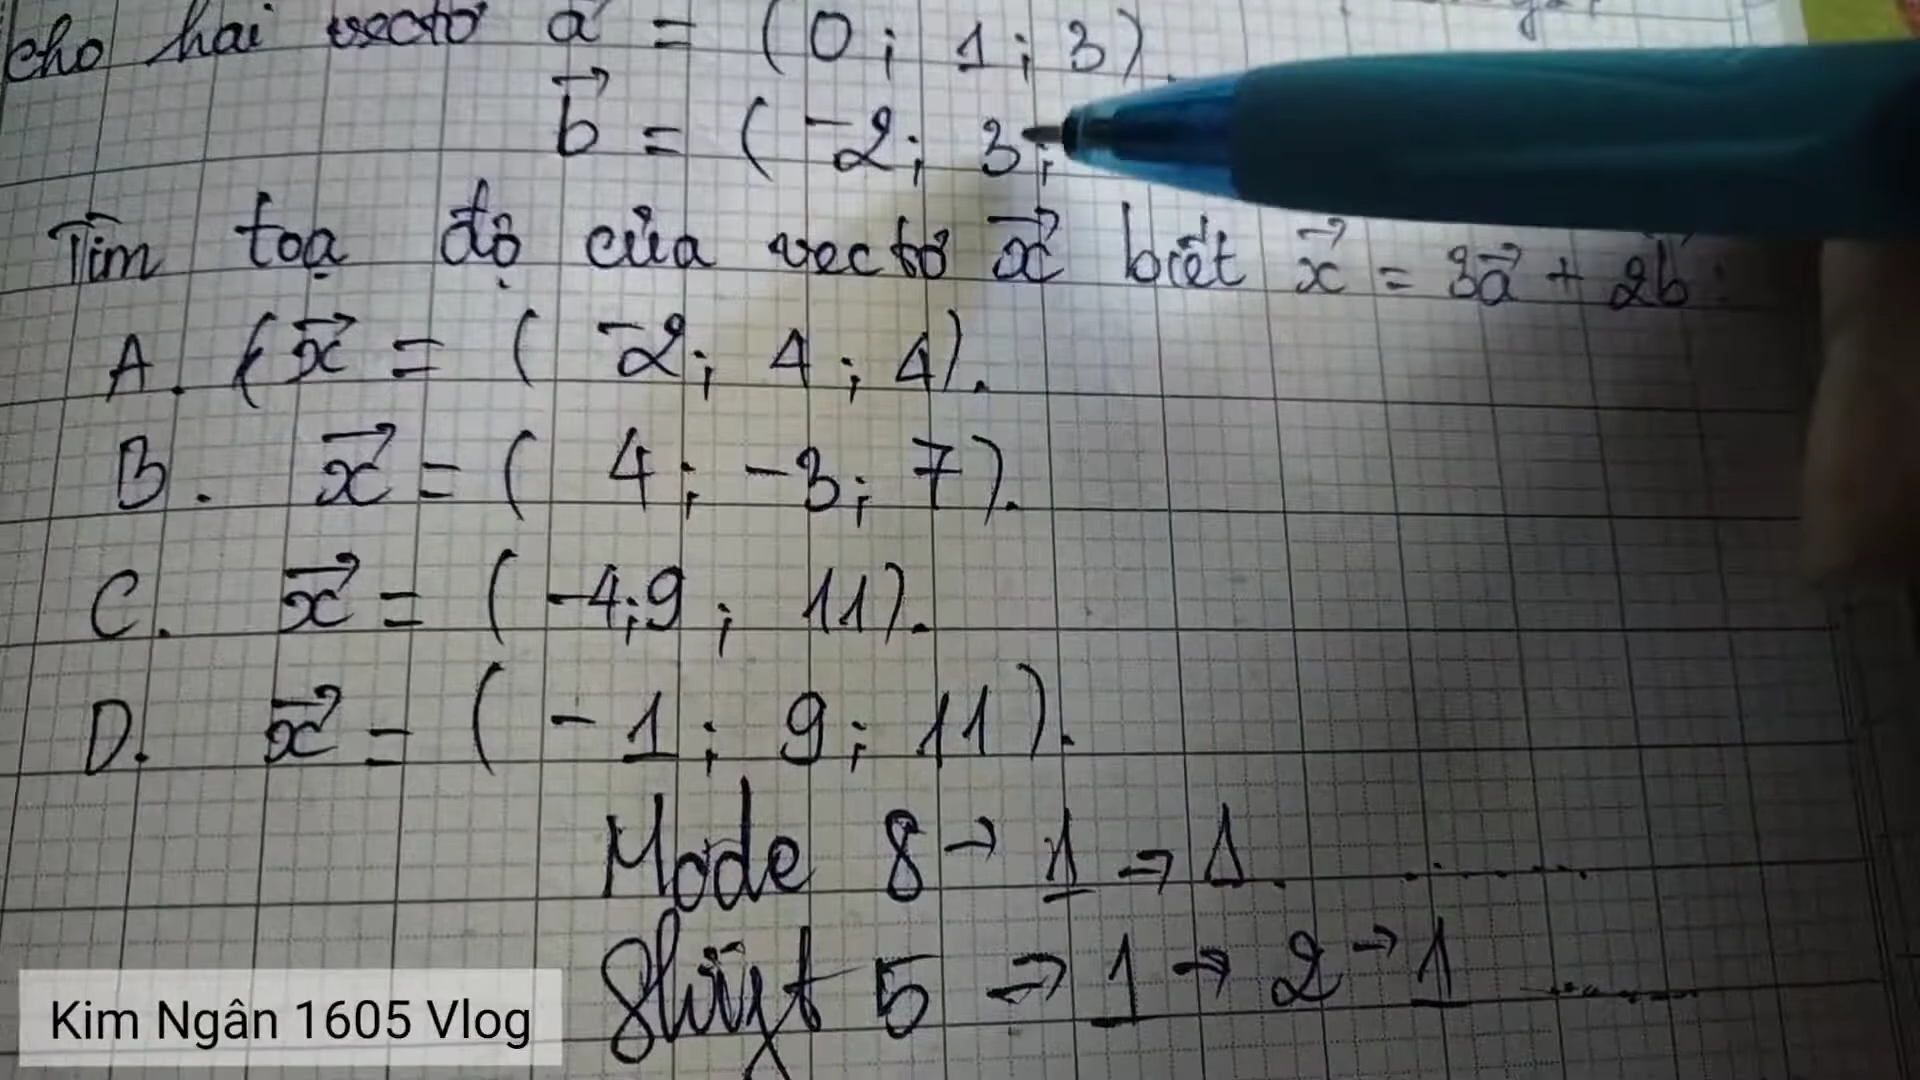 cho hai vectơ a⃗ = (0; 1; 3).
b⃗ = (-2; 3;
Tìm toạ độ của vectơ x⃗ biết x⃗ = 3a⃗ + 2b⃗:
A. (x⃗ = (-2; 4; 4).
B. x⃗ = (4; -3; 7).
C. x⃗ = (-4; 9; 11).
D. x⃗ = (-1; 9; 11).
Mode 8 → 1 → 1. .......
Shift 5 → 1 → 2 → 1 .......
Kim Ngân 1605 Vlog